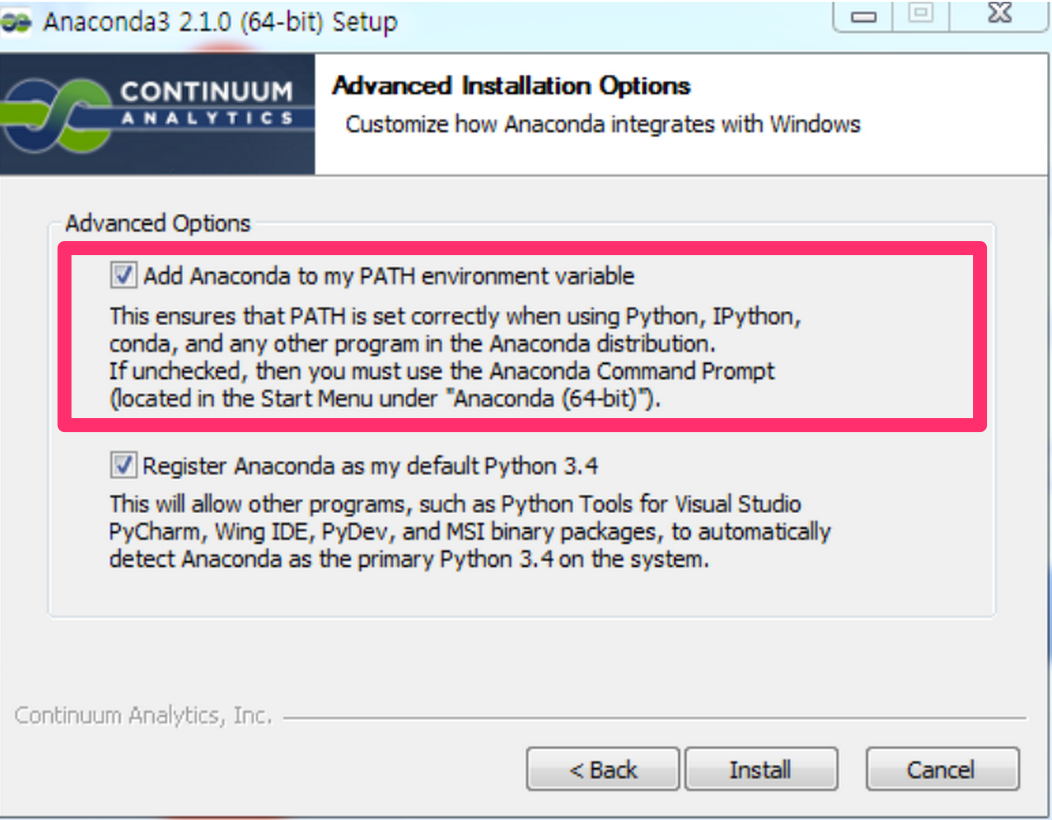 Anaconda3 2.1.0 (64-bit) Setup
CONTINUUM
ANALYTICS
Advanced Installation Options
Customize how Anaconda integrates with Windows
Advanced Options
Add Anaconda to my PATH environment variable
This ensures that PATH is set correctly when using Python, IPython,
conda, and any other program in the Anaconda distribution.
If unchecked, then you must use the Anaconda Command Prompt
(located in the Start Menu under "Anaconda (64-bit)").
Register Anaconda as my default Python 3.4
This will allow other programs, such as Python Tools for Visual Studio
PyCharm, Wing IDE, PyDev, and MSI binary packages, to automatically
detect Anaconda as the primary Python 3.4 on the system.
Continuum Analytics, Inc.
< Back Install Cancel